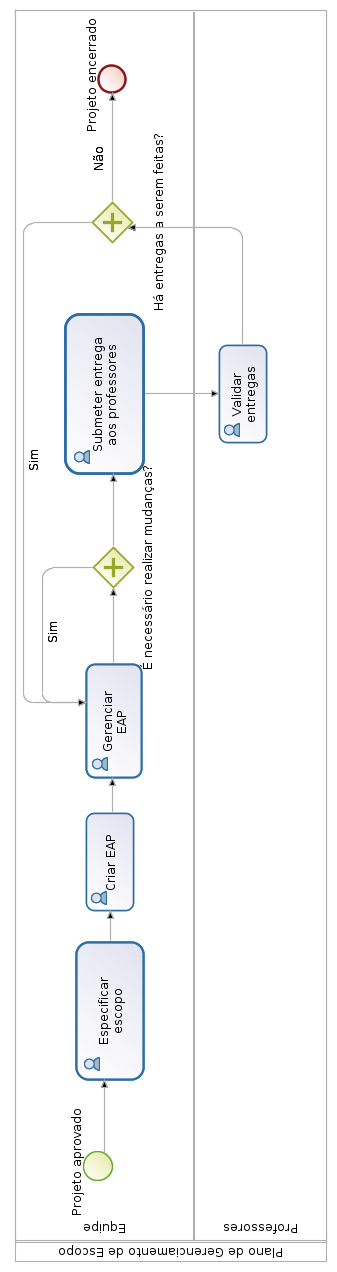 Plano de Gerenciamento de Escopo
Equipe
Professores
Projeto aprovado
Especificar
escopo
Criar EAP
Gerenciar
EAP
É necessário realizar mudanças?
Sim
Submeter entrega
aos professores
Validar
entregas
Há entregas a serem feitas?
Sim
Não
Projeto encerrado